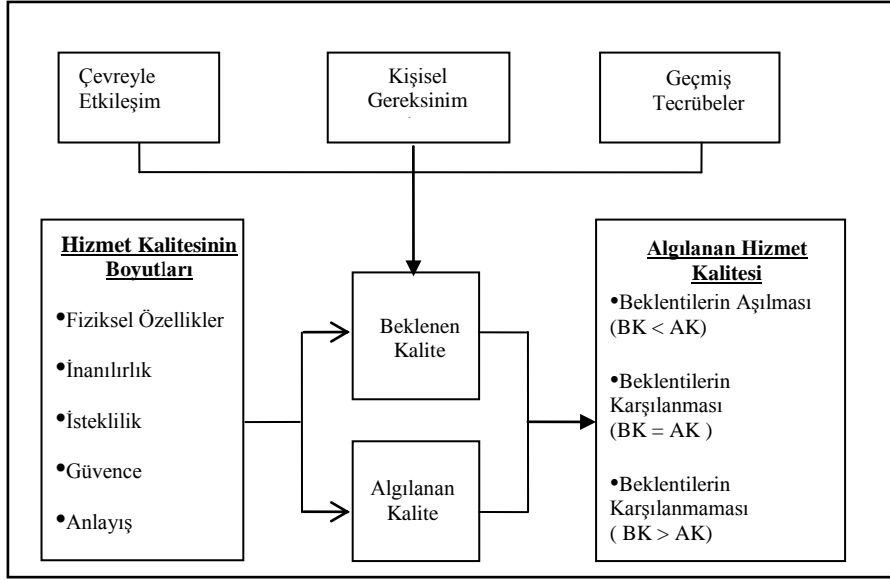 Çevreyle
Etkileşim
Kişisel
Gereksinim
Geçmiş
Tecrübeler
Hizmet Kalitesinin
Boyutları
•Fiziksel Özellikler
•İnanılırlık
•İsteklilik
•Güvence
•Anlayış
Beklenen
Kalite
Algılanan
Kalite
Algılanan Hizmet
Kalitesi
•Beklentilerin Aşılması
(BK < AK)
•Beklentilerin
Karşılanması
(BK = AK )
•Beklentilerin
Karşılanmaması
( BK > AK)